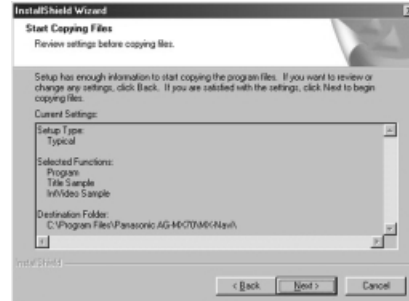 InstallShield Wizard
Start Copying Files
Review settings before copying files.
Setup has enough information to start copying the program files. If you want to review or
change any settings, click Back. If you are satisfied with the settings, click Next to begin
copying files.
Current Settings:
Setup Type:
Typical
Selected Functions:
Program
Title Sample
InitVideo Sample
Destination Folder:
C:\Program Files\Panasonic AG-MX70\MX-Navi\
InstallShield
< Back
Next >
Cancel